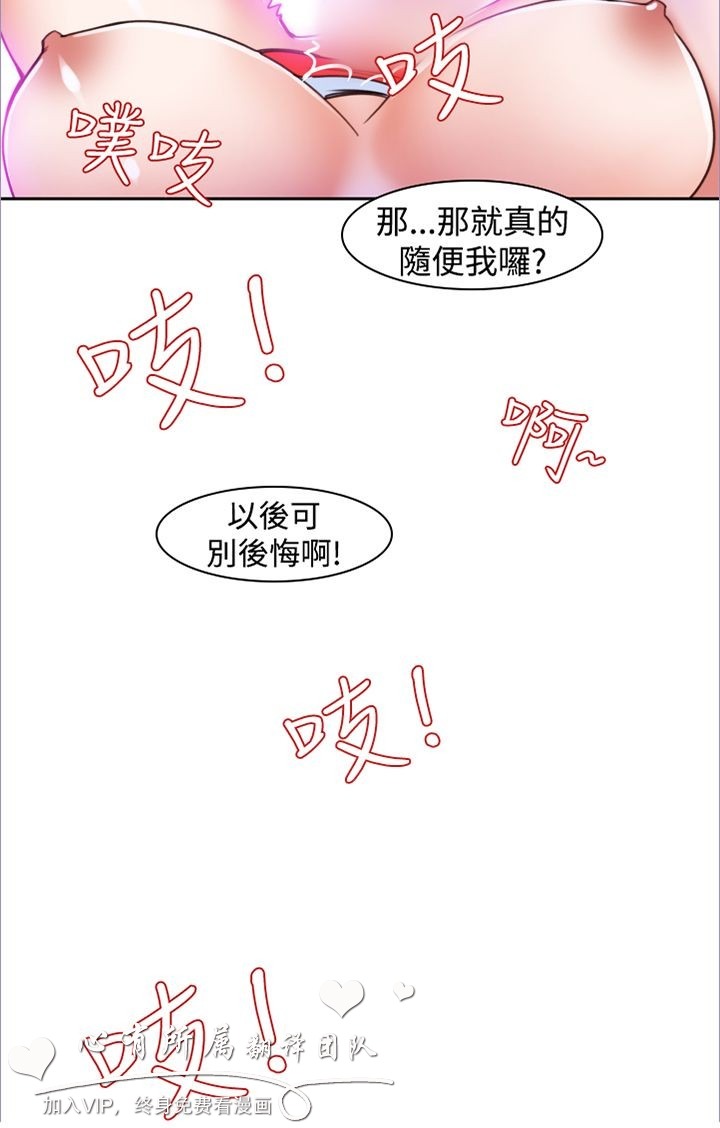 吱
噗吱
那...那就真的
隨便我囉?
吱!
啊~
以後可
別後悔啊!
吱!
吱!
心有所属翻译团队
加入VIP，终身免费看漫画